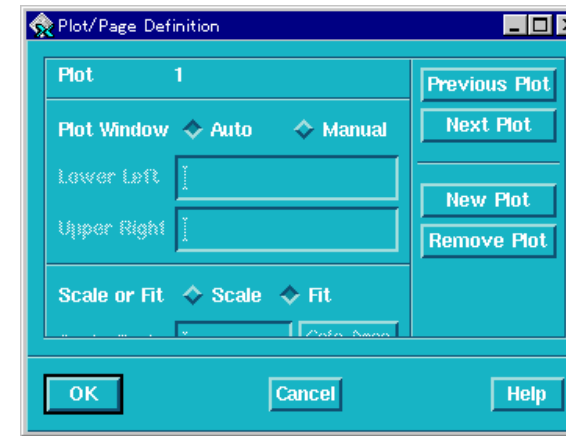 Plot/Page Definition
Plot 1
Previous Plot
Plot Window Auto Manual
Next Plot
Lower Left
New Plot
Upper Right
Remove Plot
Scale or Fit Scale Fit
OK Cancel Help